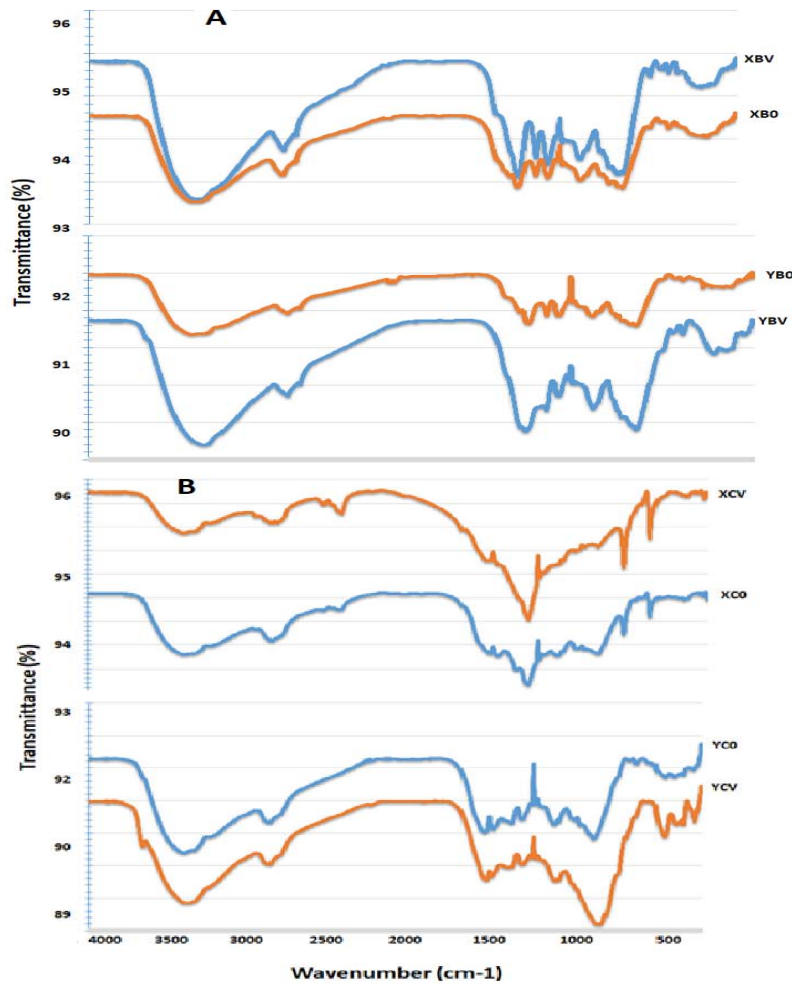 A
96
XBV
95
XB0
94
93
Transmittance (%)
YB0
92
YBV
91
90
B
96
XCV
95
XC0
94
Transmittance (%)
93
YC0
92
YCV
90
89
4000 3500 3000 2500 2000 1500 1000 500
Wavenumber (cm-1)